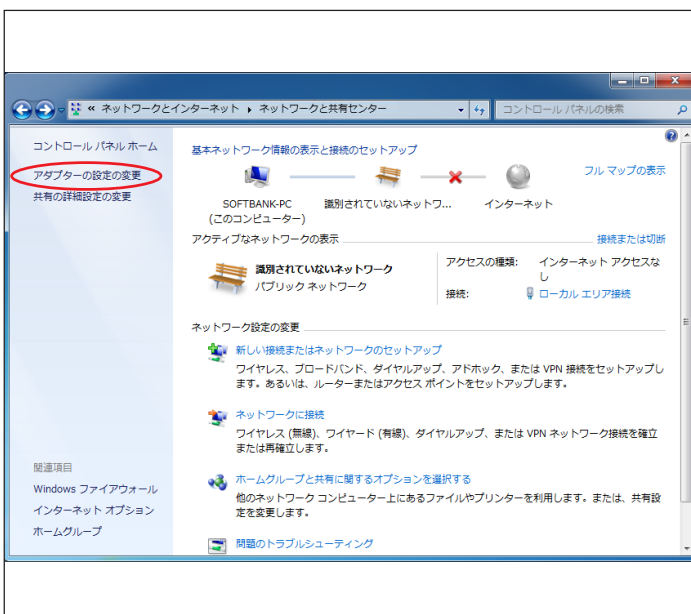 « ネットワークとインターネット ▸ ネットワークと共有センター
コントロール パネルの検索
コントロール パネル ホーム
アダプターの設定の変更
共有の詳細設定の変更
基本ネットワーク情報の表示と接続のセットアップ
フル マップの表示
SOFTBANK-PC
(このコンピューター)
識別されていないネットワ...
インターネット
アクティブなネットワークの表示
接続または切断
識別されていないネットワーク
パブリック ネットワーク
アクセスの種類:
インターネット アクセスな
し
接続:
ローカル エリア接続
ネットワーク設定の変更
新しい接続またはネットワークのセットアップ
ワイヤレス、ブロードバンド、ダイヤルアップ、アドホック、または VPN 接続をセットアップし
ます。あるいは、ルーターまたはアクセス ポイントをセットアップします。
ネットワークに接続
ワイヤレス (無線)、ワイヤード (有線)、ダイヤルアップ、または VPN ネットワーク接続を確立
または再確立します。
ホームグループと共有に関するオプションを選択する
他のネットワーク コンピューター上にあるファイルやプリンターを利用します。または、共有設
定を変更します。
問題のトラブルシューティング
関連項目
Windows ファイアウォール
インターネット オプション
ホームグループ